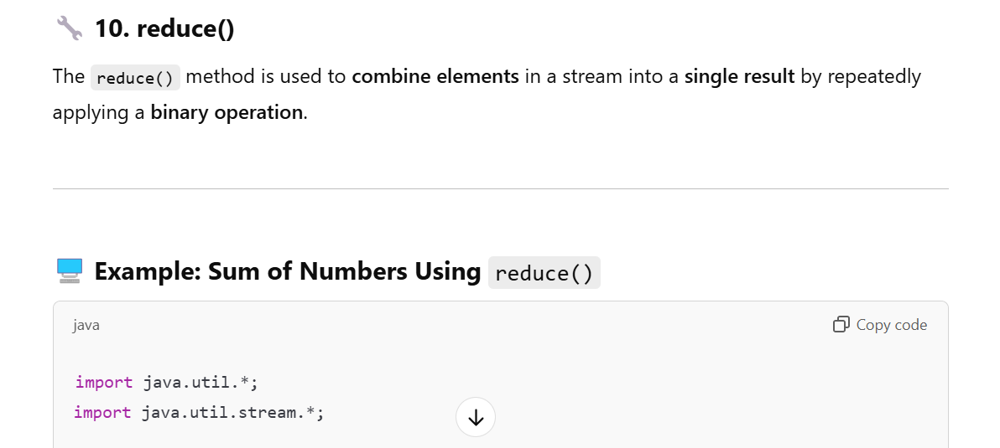 10. reduce()
The reduce() method is used to combine elements in a stream into a single result by repeatedly
applying a binary operation.
Example: Sum of Numbers Using reduce()
java
Copy code
import java.util.*;
import java.util.stream.*;